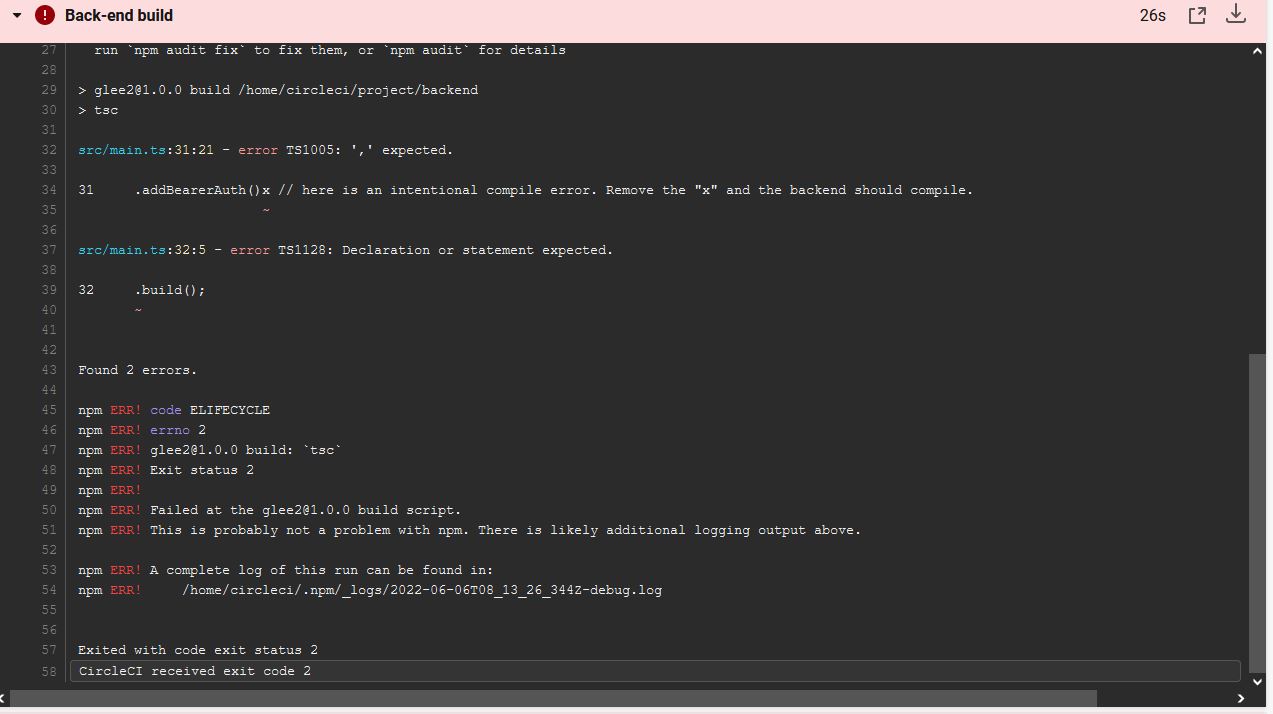 Back-end build 26s
27 run `npm audit fix` to fix them, or `npm audit` for details
28
29 > glee2@1.0.0 build /home/circleci/project/backend
30 > tsc
31
32 src/main.ts:31:21 - error TS1005: ',' expected.
33
34 31 .addBearerAuth()x // here is an intentional compile error. Remove the "x" and the backend should compile.
35 ~
36
37 src/main.ts:32:5 - error TS1128: Declaration or statement expected.
38
39 32 .build();
40 ~
41
42
43 Found 2 errors.
44
45 npm ERR! code ELIFECYCLE
46 npm ERR! errno 2
47 npm ERR! glee2@1.0.0 build: `tsc`
48 npm ERR! Exit status 2
49 npm ERR!
50 npm ERR! Failed at the glee2@1.0.0 build script.
51 npm ERR! This is probably not a problem with npm. There is likely additional logging output above.
52
53 npm ERR! A complete log of this run can be found in:
54 npm ERR! /home/circleci/.npm/_logs/2022-06-06T08_13_26_344Z-debug.log
55
56
57 Exited with code exit status 2
58 CircleCI received exit code 2